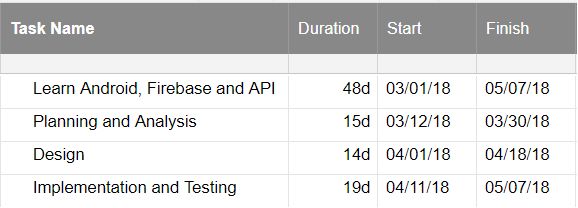 Task Name Duration Start Finish
Learn Android, Firebase and API 48d 03/01/18 05/07/18
Planning and Analysis 15d 03/12/18 03/30/18
Design 14d 04/01/18 04/18/18
Implementation and Testing 19d 04/11/18 05/07/18